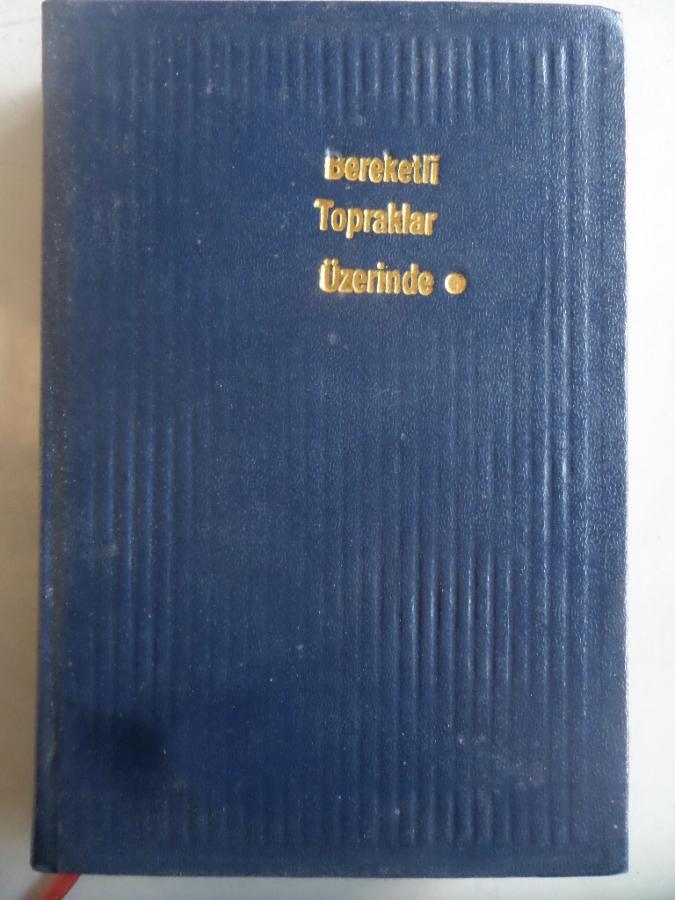 Bereketli
Topraklar
Üzerinde •